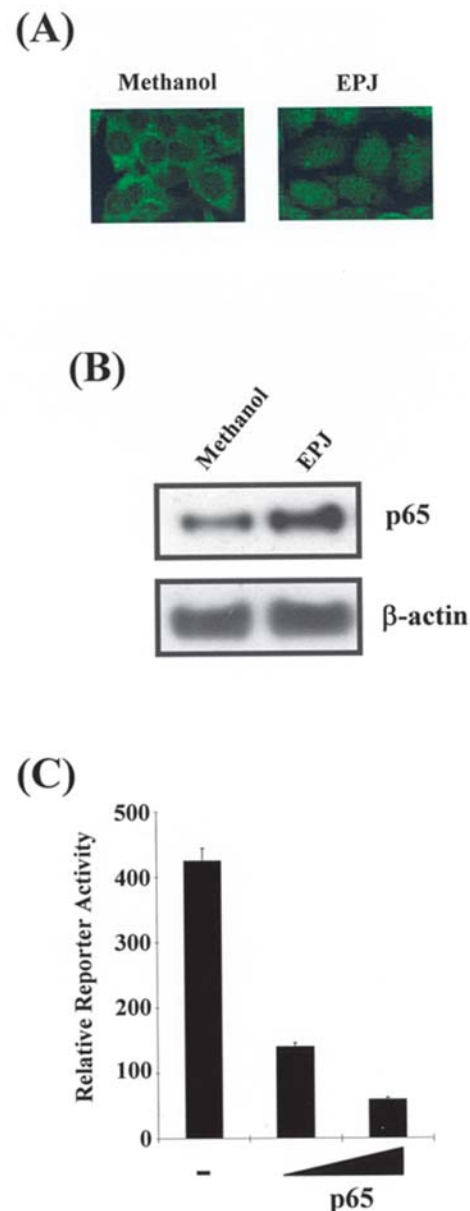 (A)
Methanol EPJ
(B)
Methanol EPJ
p65
β-actin
(C)
Relative Reporter Activity
500
400
300
200
100
0
-
p65